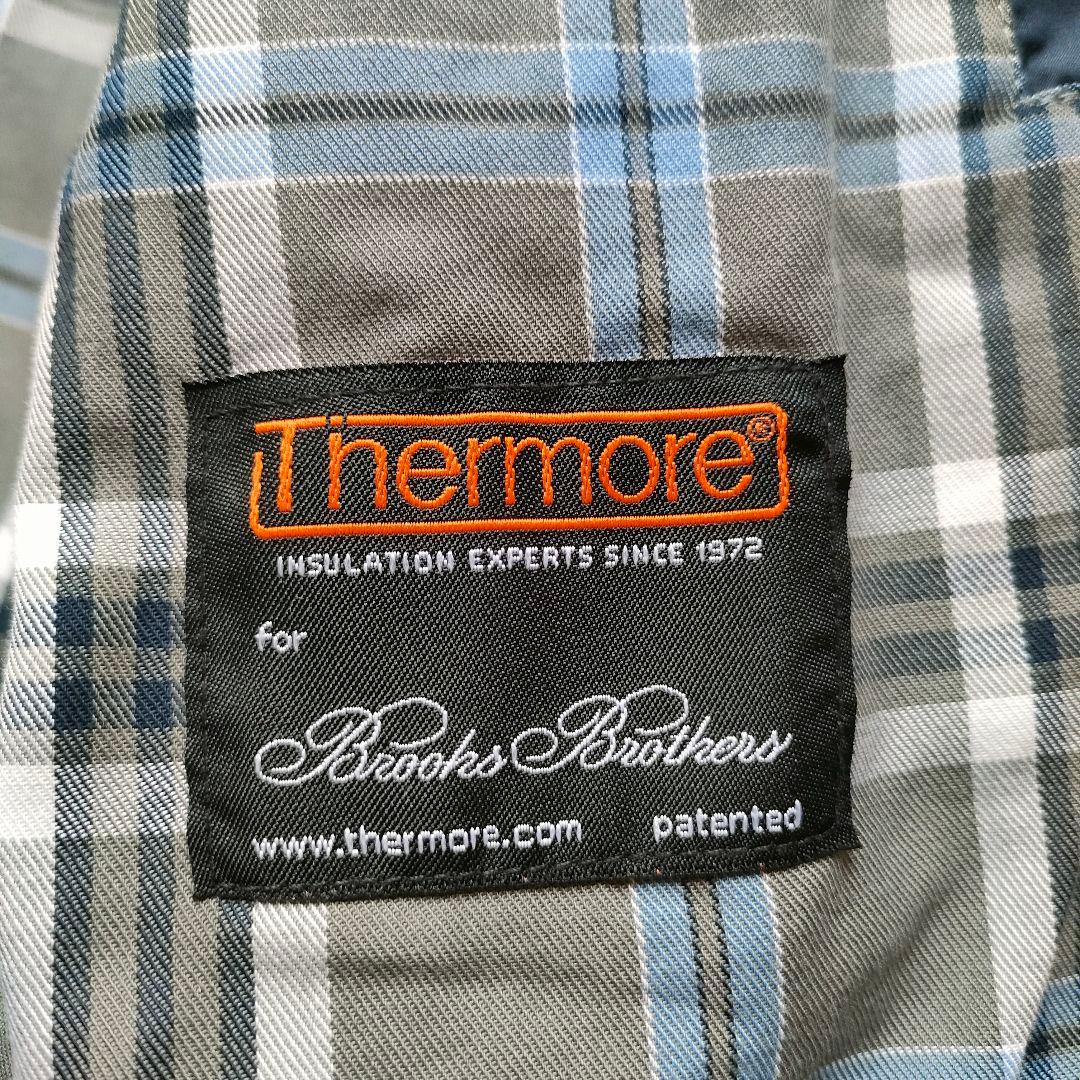 Thermore®
INSULATION EXPERTS SINCE 1972
for
Brooks Brothers
www.thermore.com patented